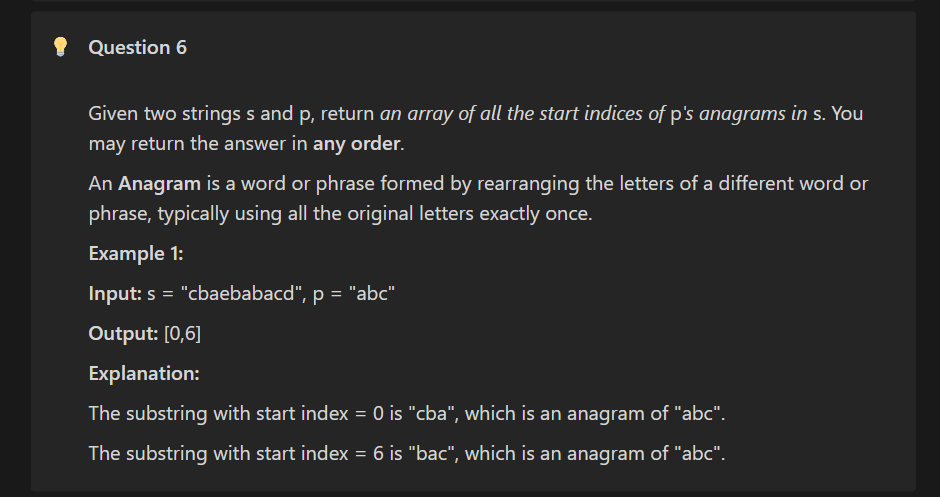 Question 6
Given two strings s and p, return an array of all the start indices of p's anagrams in s. You
may return the answer in any order.
An Anagram is a word or phrase formed by rearranging the letters of a different word or
phrase, typically using all the original letters exactly once.
Example 1:
Input: s = "cbaebabacd", p = "abc"
Output: [0,6]
Explanation:
The substring with start index = 0 is "cba", which is an anagram of "abc".
The substring with start index = 6 is "bac", which is an anagram of "abc".